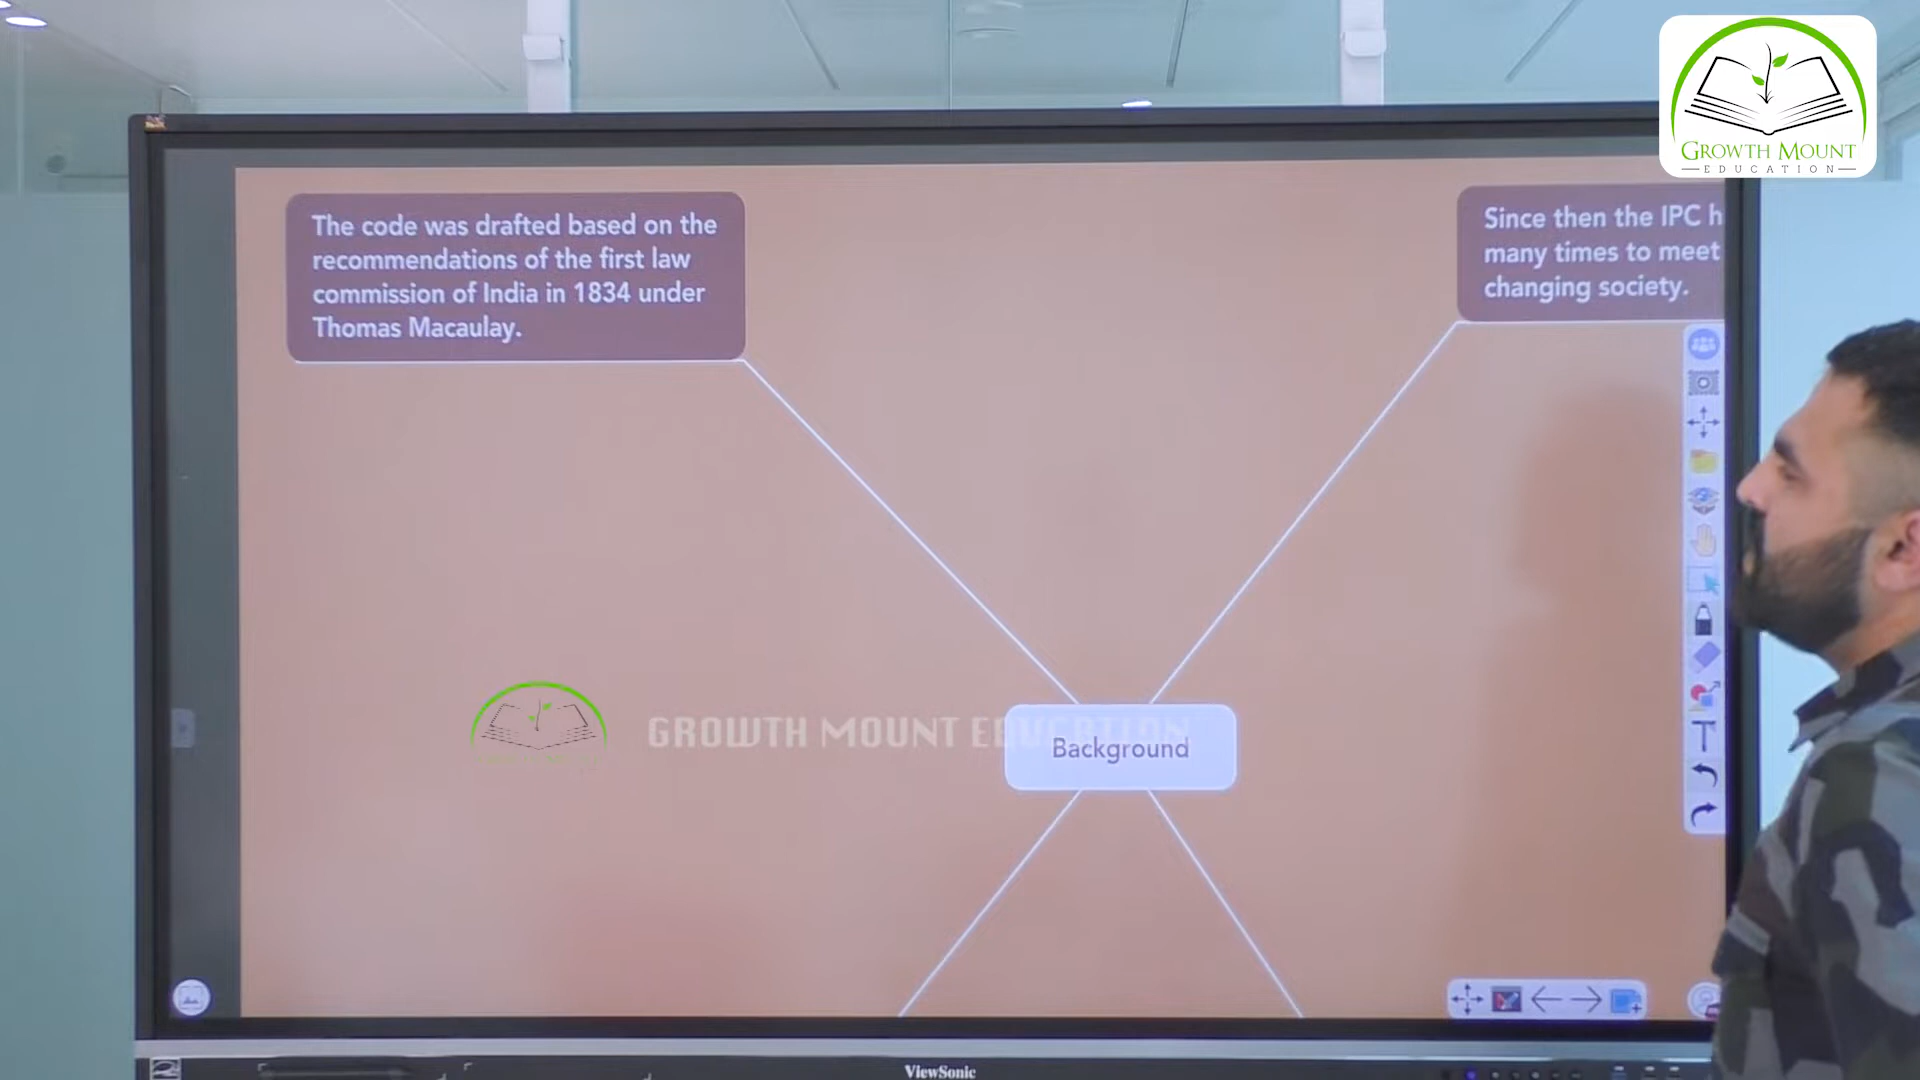 GROWTH MOUNT
EDUCATION
The code was drafted based on the
recommendations of the first law
commission of India in 1834 under
Thomas Macaulay.
Since then the IPC h
many times to meet
changing society.
GROWTH MOUNT EDUCATION
Background
ViewSonic